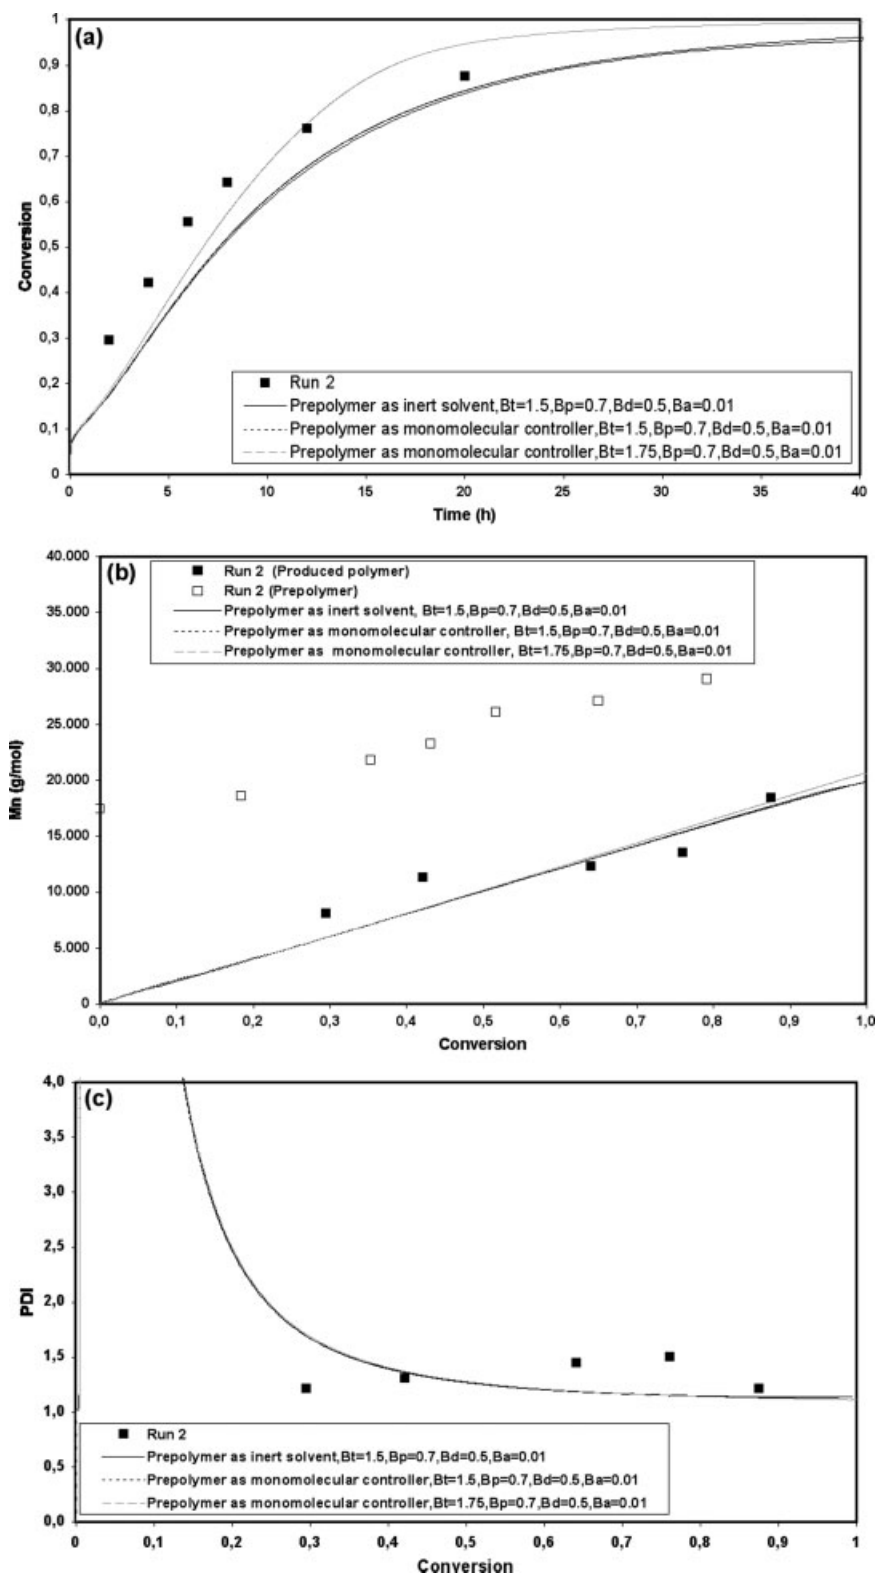 (a)
1
0,9
0,8
0,7
0,6
0,5
0,4
0,3
0,2
0,1
0
Conversion
Run 2
Prepolymer as inert solvent,Bt=1.5,Bp=0.7,Bd=0.5,Ba=0.01
Prepolymer as monomolecular controller,Bt=1.5,Bp=0.7,Bd=0.5,Ba=0.01
Prepolymer as monomolecular controller,Bt=1.75,Bp=0.7,Bd=0.5,Ba=0.01
0 5 10 15 20 25 30 35 40
Time (h)
(b)
40.000
35.000
30.000
25.000
20.000
15.000
10.000
5.000
0
Mn (g/mol)
Run 2 (Produced polymer)
Run 2 (Prepolymer)
Prepolymer as inert solvent, Bt=1.5,Bp=0.7,Bd=0.5,Ba=0.01
Prepolymer as monomolecular controller, Bt=1.5,Bp=0.7,Bd=0.5,Ba=0.01
Prepolymer as monomolecular controller, Bt=1.75,Bp=0.7,Bd=0.5,Ba=0.01
0,0 0,1 0,2 0,3 0,4 0,5 0,6 0,7 0,8 0,9 1,0
Conversion
(c)
4,0
3,5
3,0
2,5
2,0
1,5
1,0
0,5
0,0
PDI
Run 2
Prepolymer as inert solvent,Bt=1.5,Bp=0.7,Bd=0.5,Ba=0.01
Prepolymer as monomolecular controller,Bt=1.5,Bp=0.7,Bd=0.5,Ba=0.01
Prepolymer as monomolecular controller,Bt=1.75,Bp=0.7,Bd=0.5,Ba=0.01
0 0,1 0,2 0,3 0,4 0,5 0,6 0,7 0,8 0,9 1
Conversion